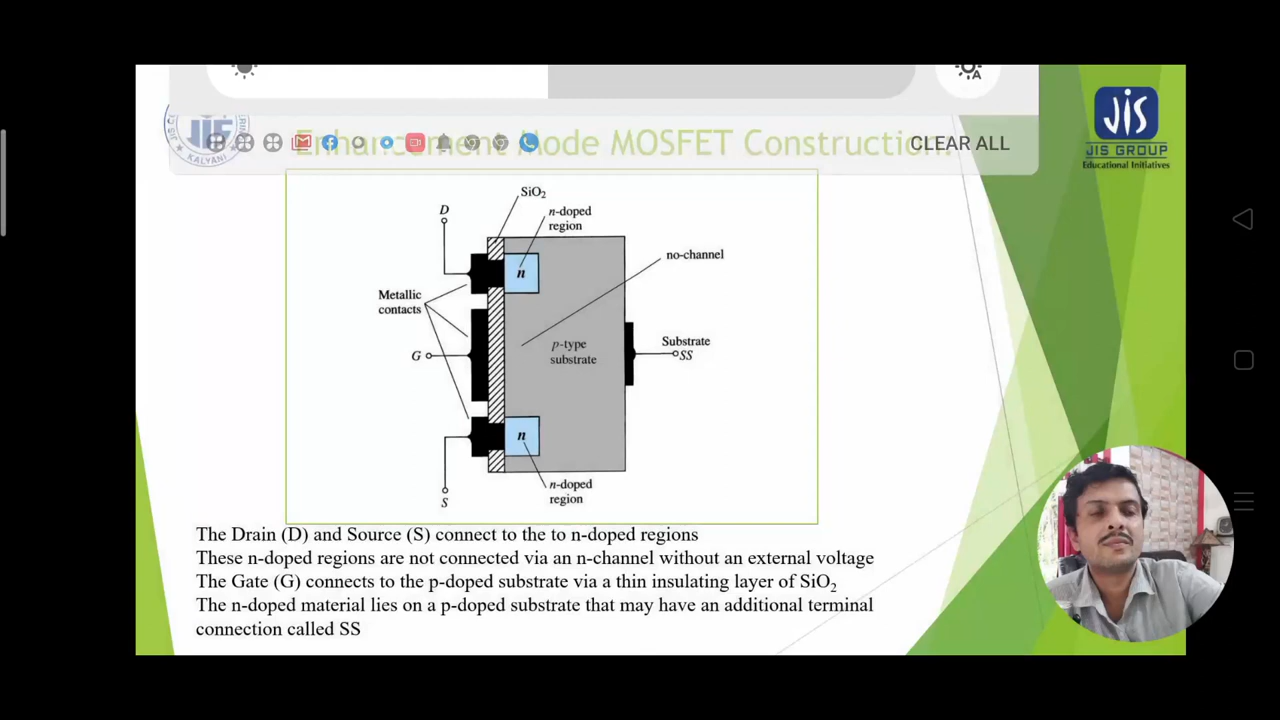 CLEAR ALL
Enhancement Mode MOSFET Construction.
JIS
JIS GROUP
Educational Initiatives
KALYANI
SiO2
D
n-doped
region
no-channel
n
Metallic
contacts
G
p-type
substrate
Substrate
SS
n
S
n-doped
region
The Drain (D) and Source (S) connect to the to n-doped regions
These n-doped regions are not connected via an n-channel without an external voltage
The Gate (G) connects to the p-doped substrate via a thin insulating layer of SiO2
The n-doped material lies on a p-doped substrate that may have an additional terminal
connection called SS